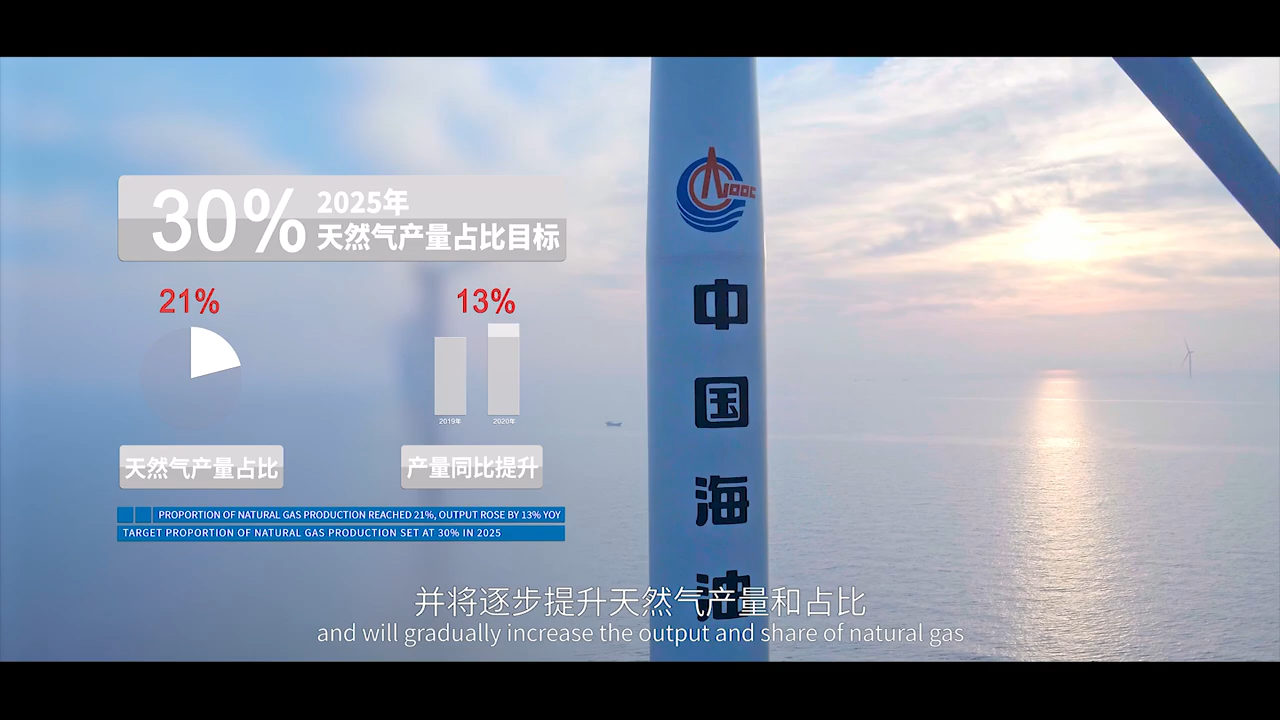 30%
2025年
天然气产量占比目标
21%
13%
2019年
2020年
天然气产量占比
产量同比提升
PROPORTION OF NATURAL GAS PRODUCTION REACHED 21%, OUTPUT ROSE BY 13% YOY
TARGET PROPORTION OF NATURAL GAS PRODUCTION SET AT 30% IN 2025
CNOOC
中
国
海
油
并将逐步提升天然气产量和占比
and will gradually increase the output and share of natural gas